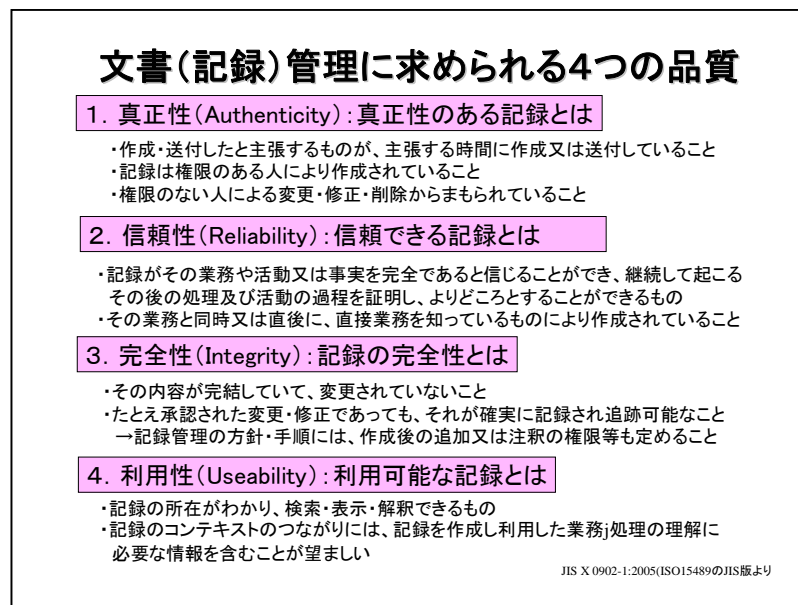 文書(記録)管理に求められる4つの品質
1. 真正性(Authenticity):真正性のある記録とは
・作成・送付したと主張するものが、主張する時間に作成又は送付していること
・記録は権限のある人により作成されていること
・権限のない人による変更・修正・削除からまもられていること
2. 信頼性(Reliability):信頼できる記録とは
・記録がその業務や活動又は事実を完全であると信じることができ、継続して起こる
その後の処理及び活動の過程を証明し、よりどころとすることができるもの
・その業務と同時又は直後に、直接業務を知っているものにより作成されていること
3. 完全性(Integrity):記録の完全性とは
・その内容が完結していて、変更されていないこと
・たとえ承認された変更・修正であっても、それが確実に記録され追跡可能なこと
→記録管理の方針・手順には、作成後の追加又は注釈の権限等も定めること
4. 利用性(Useability):利用可能な記録とは
・記録の所在がわかり、検索・表示・解釈できるもの
・記録のコンテキストのつながりには、記録を作成し利用した業務j処理の理解に
必要な情報を含むことが望ましい
JIS X 0902-1:2005(ISO15489のJIS版より